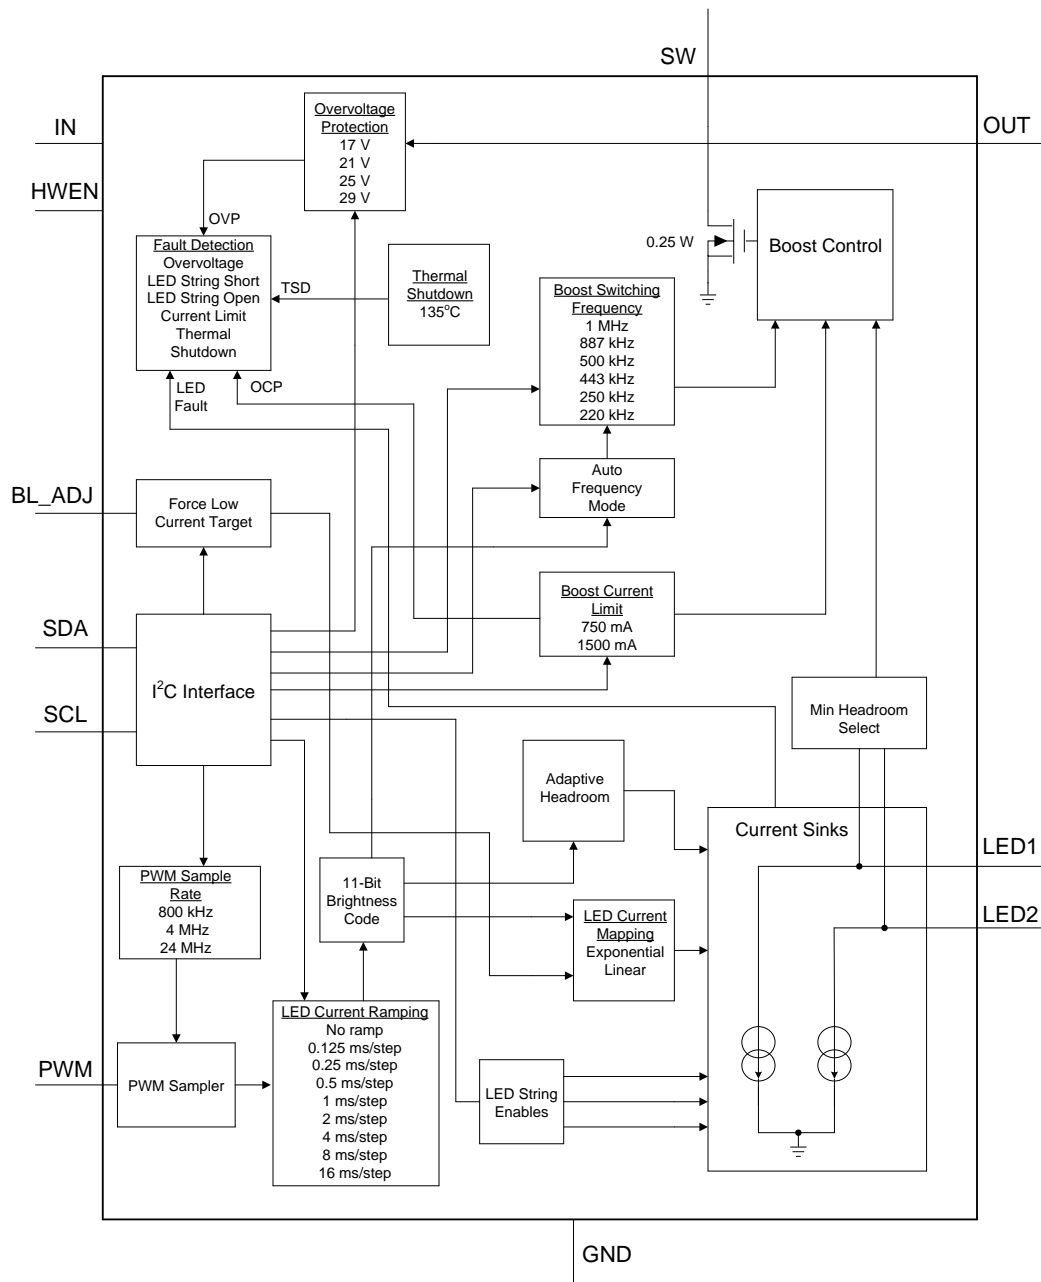 SW
IN
HWEN
OUT
Overvoltage
Protection
17 V
21 V
25 V
29 V
OVP
Fault Detection
Overvoltage
LED String Short
LED String Open
Current Limit
Thermal
Shutdown
TSD
Thermal
Shutdown
135°C
0.25 W
Boost Control
Boost Switching
Frequency
1 MHz
887 kHz
500 kHz
443 kHz
250 kHz
220 kHz
LED
Fault
OCP
BL_ADJ
Force Low
Current Target
Auto
Frequency
Mode
SDA
SCL
I²C Interface
Boost Current
Limit
750 mA
1500 mA
Min Headroom
Select
Adaptive
Headroom
Current Sinks
LED1
LED2
PWM Sample
Rate
800 kHz
4 MHz
24 MHz
11-Bit
Brightness
Code
LED Current
Mapping
Exponential
Linear
PWM
PWM Sampler
LED Current Ramping
No ramp
0.125 ms/step
0.25 ms/step
0.5 ms/step
1 ms/step
2 ms/step
4 ms/step
8 ms/step
16 ms/step
LED String
Enables
GND